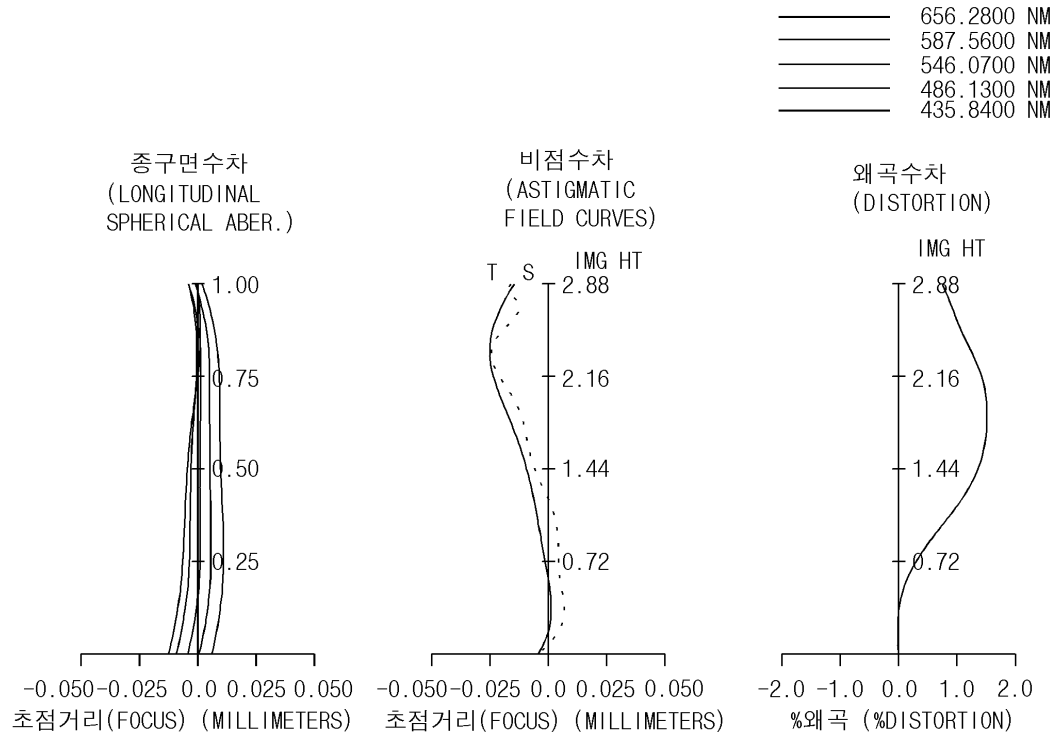 656.2800 NM
587.5600 NM
546.0700 NM
486.1300 NM
435.8400 NM
종구면수차
(LONGITUDINAL
SPHERICAL ABER.)
1.00
0.75
0.50
0.25
-0.050 -0.025 0.0 0.025 0.050
초점거리(FOCUS) (MILLIMETERS)
비점수차
(ASTIGMATIC
FIELD CURVES)
IMG HT
T S
2.88
2.16
1.44
0.72
-0.050 -0.025 0.0 0.025 0.050
초점거리(FOCUS) (MILLIMETERS)
왜곡수차
(DISTORTION)
IMG HT
2.88
2.16
1.44
0.72
-2.0 -1.0 0.0 1.0 2.0
%왜곡 (%DISTORTION)